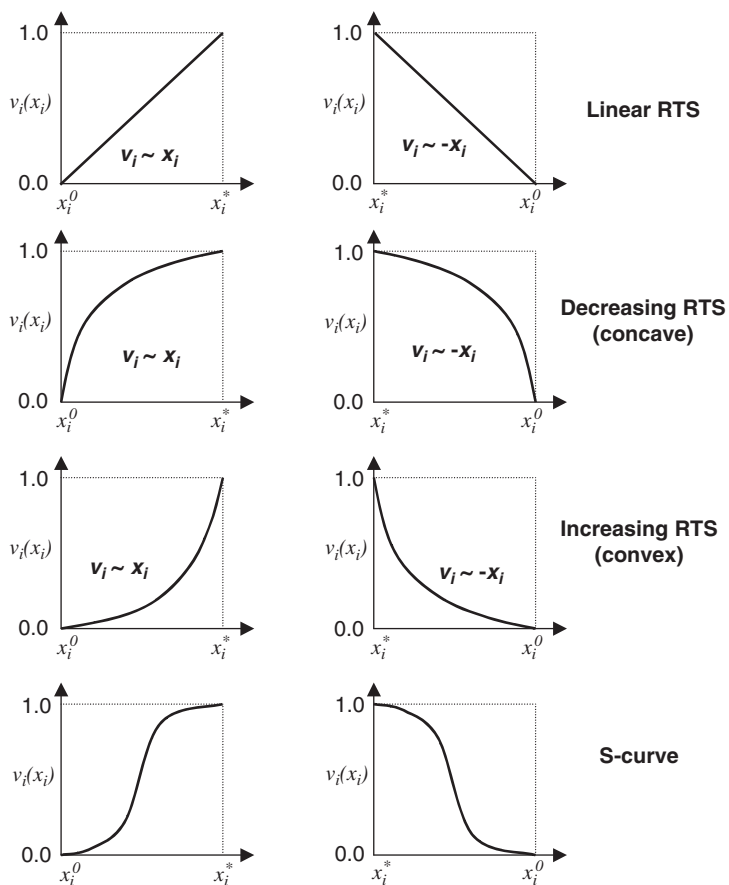 1.0
v_i(x_i)
v_i ~ x_i
0.0
x_i^0
x_i^*
1.0
v_i(x_i)
v_i ~ -x_i
0.0
x_i^*
x_i^0
Linear RTS
1.0
v_i(x_i)
v_i ~ x_i
0.0
x_i^0
x_i^*
1.0
v_i(x_i)
v_i ~ -x_i
0.0
x_i^*
x_i^0
Decreasing RTS
(concave)
1.0
v_i(x_i)
v_i ~ x_i
0.0
x_i^0
x_i^*
1.0
v_i(x_i)
v_i ~ -x_i
0.0
x_i^*
x_i^0
Increasing RTS
(convex)
1.0
v_i(x_i)
0.0
x_i^0
x_i^*
1.0
v_i(x_i)
0.0
x_i^*
x_i^0
S-curve